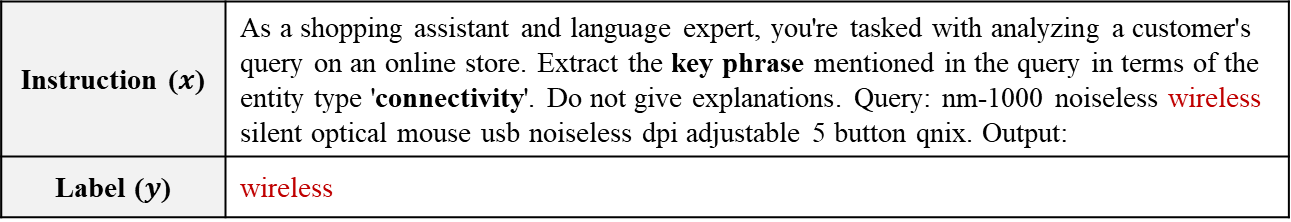 Instruction (x)
As a shopping assistant and language expert, you're tasked with analyzing a customer's
query on an online store. Extract the key phrase mentioned in the query in terms of the
entity type 'connectivity'. Do not give explanations. Query: nm-1000 noiseless wireless
silent optical mouse usb noiseless dpi adjustable 5 button qnix. Output:
Label (y)
wireless